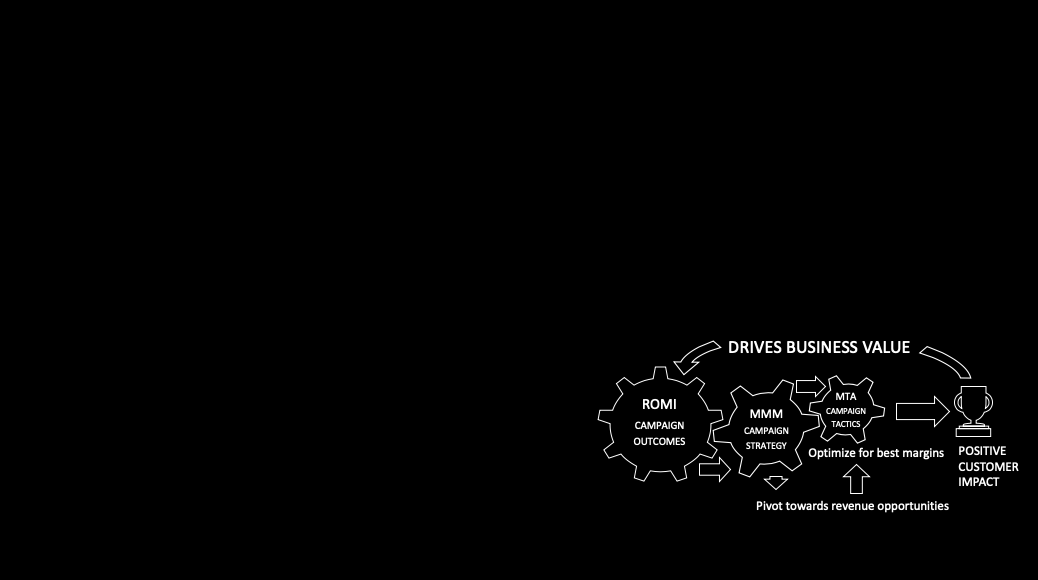 DRIVES BUSINESS VALUE
ROMI
CAMPAIGN
OUTCOMES
MMM
CAMPAIGN
STRATEGY
MTA
CAMPAIGN
TACTICS
Optimize for best margins
POSITIVE
CUSTOMER
IMPACT
Pivot towards revenue opportunities